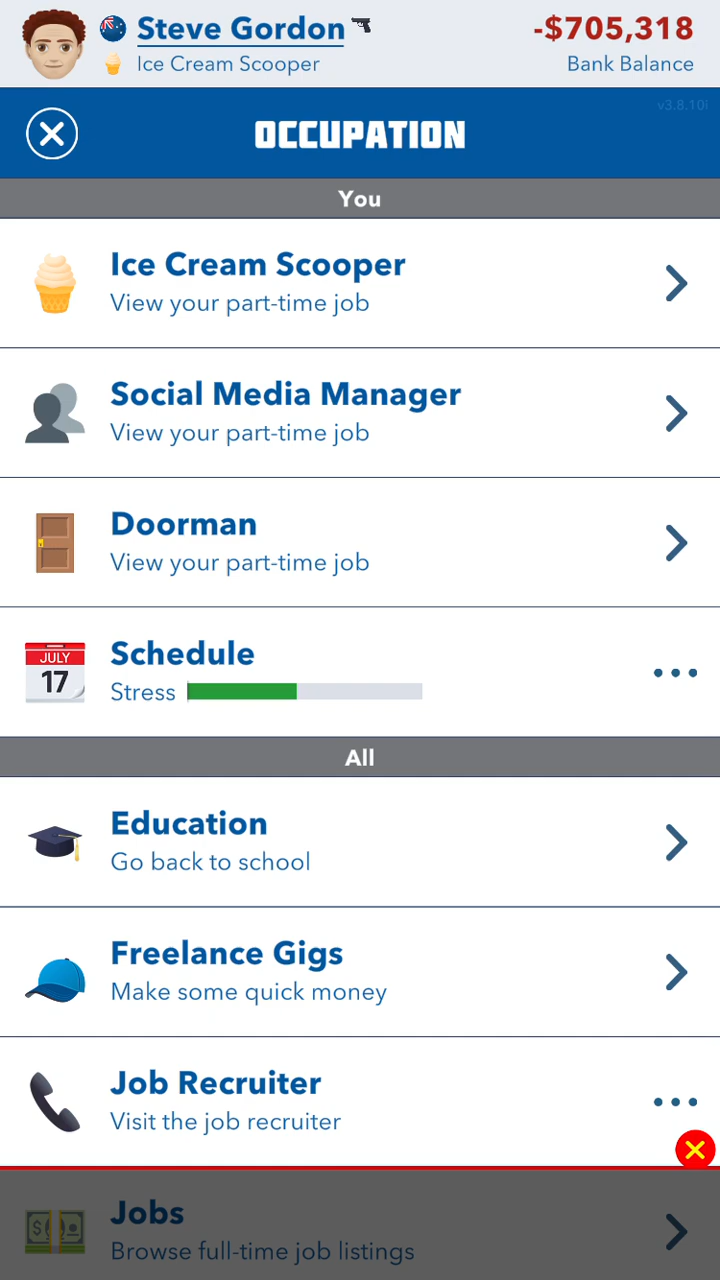 Steve Gordon
-$705,318
Ice Cream Scooper
Bank Balance
v3.8.10i
OCCUPATION
You
Ice Cream Scooper
View your part-time job
Social Media Manager
View your part-time job
Doorman
View your part-time job
JULY
17
Schedule
Stress
All
Education
Go back to school
Freelance Gigs
Make some quick money
Job Recruiter
Visit the job recruiter
Jobs
Browse full-time job listings